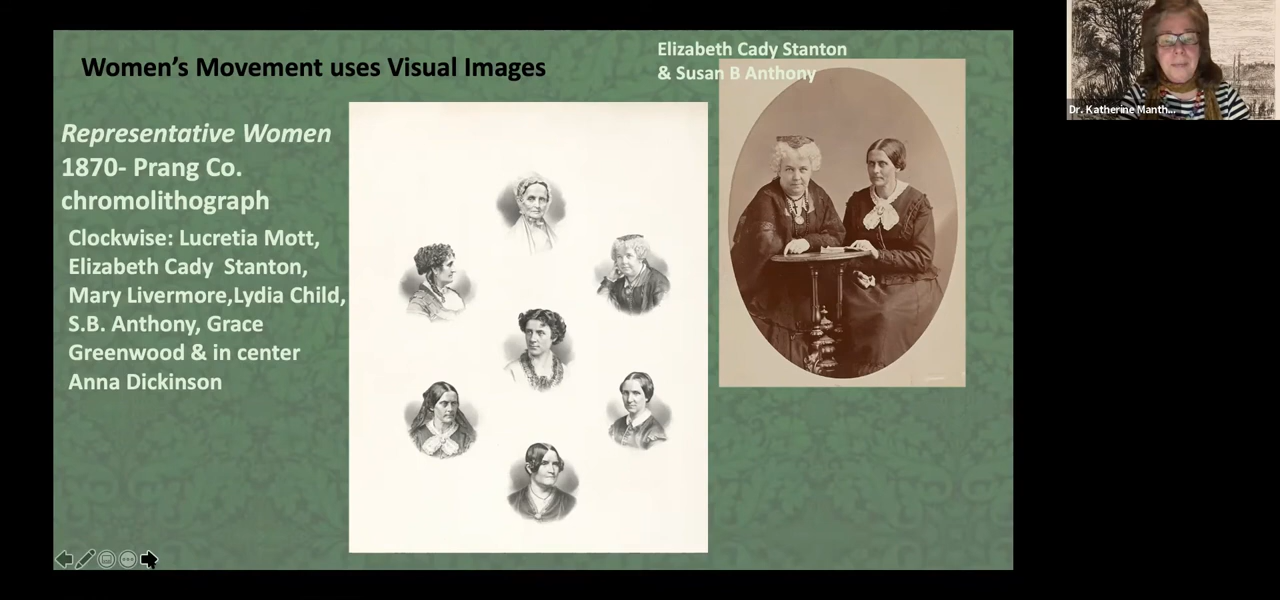 Women's Movement uses Visual Images
Elizabeth Cady Stanton
& Susan B Anthony
Representative Women
1870- Prang Co.
chromolithograph
Clockwise: Lucretia Mott,
Elizabeth Cady  Stanton,
Mary Livermore,Lydia Child,
S.B. Anthony, Grace
Greenwood & in center
Anna Dickinson
Dr. Katherine Manth...